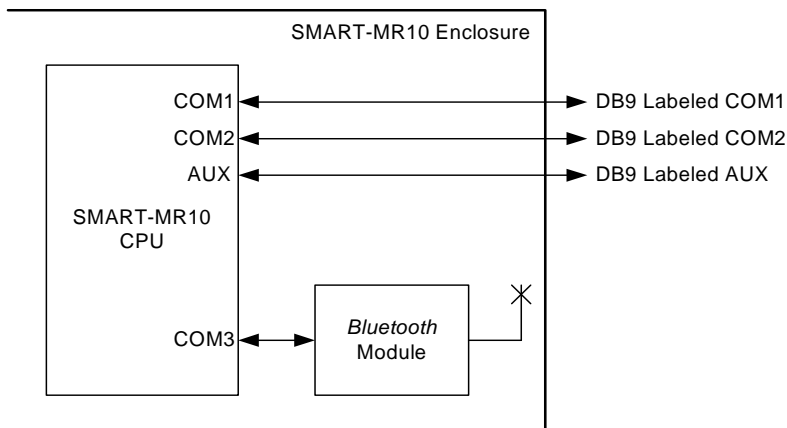 SMART-MR10 Enclosure
COM1
DB9 Labeled COM1
COM2
DB9 Labeled COM2
AUX
DB9 Labeled AUX
SMART-MR10
CPU
COM3
Bluetooth
Module